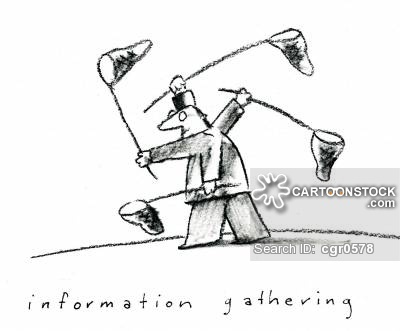 CARTOONSTOCK
.com
Search ID: cgr0578
information gathering